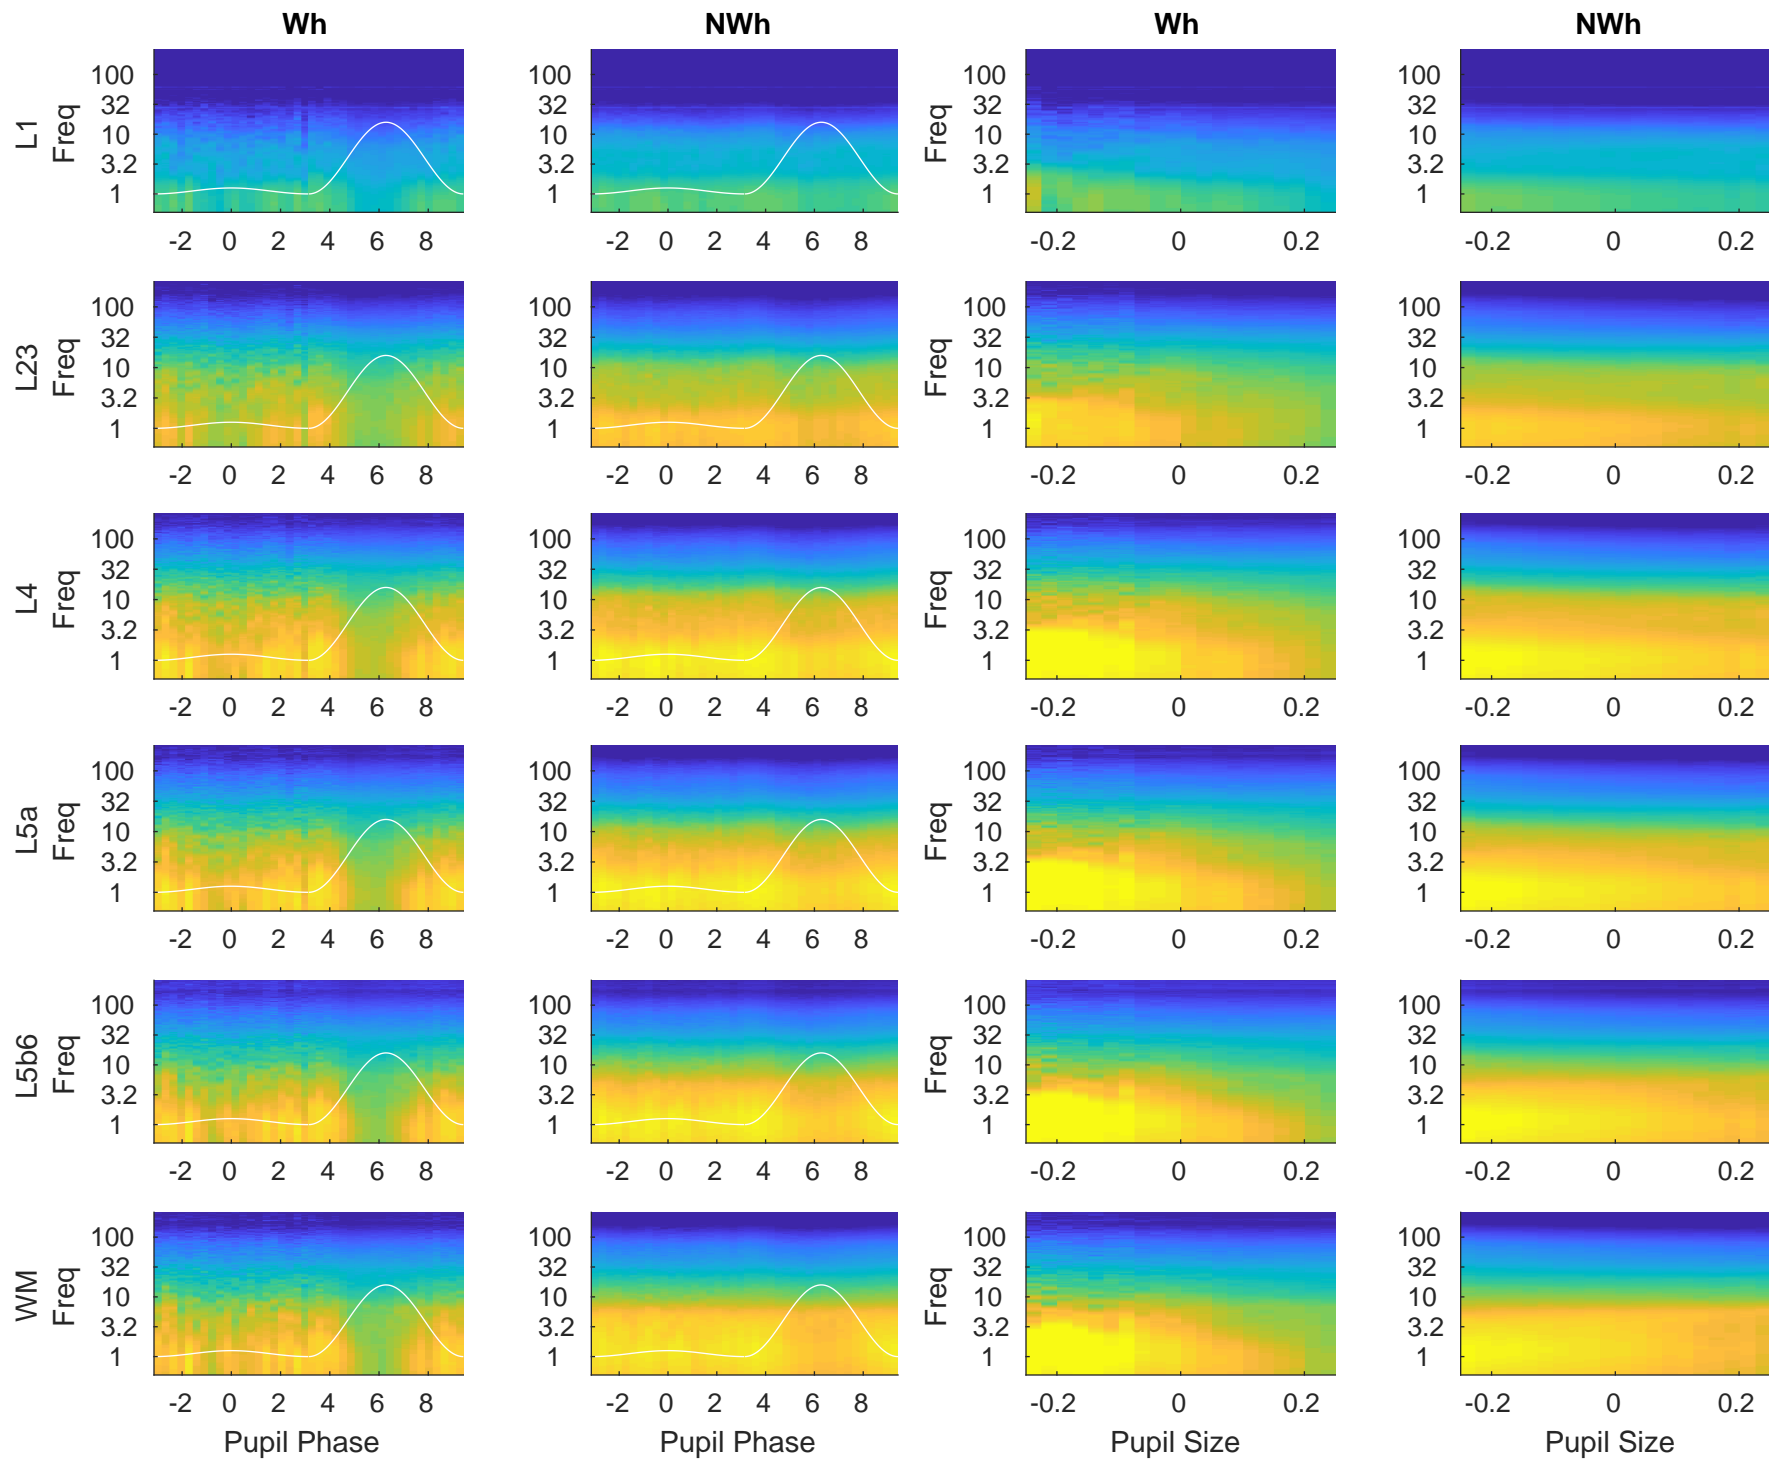 Wh NWh Wh NWh
L1 Freq 100 32 10 3.2 1 100 32 10 3.2 1 Freq 100 32 10 3.2 1 100 32 10 3.2 1
-2 0 2 4 6 8 -2 0 2 4 6 8 -0.2 0 0.2 -0.2 0 0.2
L23 Freq 100 32 10 3.2 1 100 32 10 3.2 1 Freq 100 32 10 3.2 1 100 32 10 3.2 1
-2 0 2 4 6 8 -2 0 2 4 6 8 -0.2 0 0.2 -0.2 0 0.2
L4 Freq 100 32 10 3.2 1 100 32 10 3.2 1 Freq 100 32 10 3.2 1 100 32 10 3.2 1
-2 0 2 4 6 8 -2 0 2 4 6 8 -0.2 0 0.2 -0.2 0 0.2
L5a Freq 100 32 10 3.2 1 100 32 10 3.2 1 Freq 100 32 10 3.2 1 100 32 10 3.2 1
-2 0 2 4 6 8 -2 0 2 4 6 8 -0.2 0 0.2 -0.2 0 0.2
L5b6 Freq 100 32 10 3.2 1 100 32 10 3.2 1 Freq 100 32 10 3.2 1 100 32 10 3.2 1
-2 0 2 4 6 8 -2 0 2 4 6 8 -0.2 0 0.2 -0.2 0 0.2
WM Freq 100 32 10 3.2 1 100 32 10 3.2 1 Freq 100 32 10 3.2 1 100 32 10 3.2 1
-2 0 2 4 6 8 -2 0 2 4 6 8 -0.2 0 0.2 -0.2 0 0.2
Pupil Phase Pupil Phase Pupil Size Pupil Size